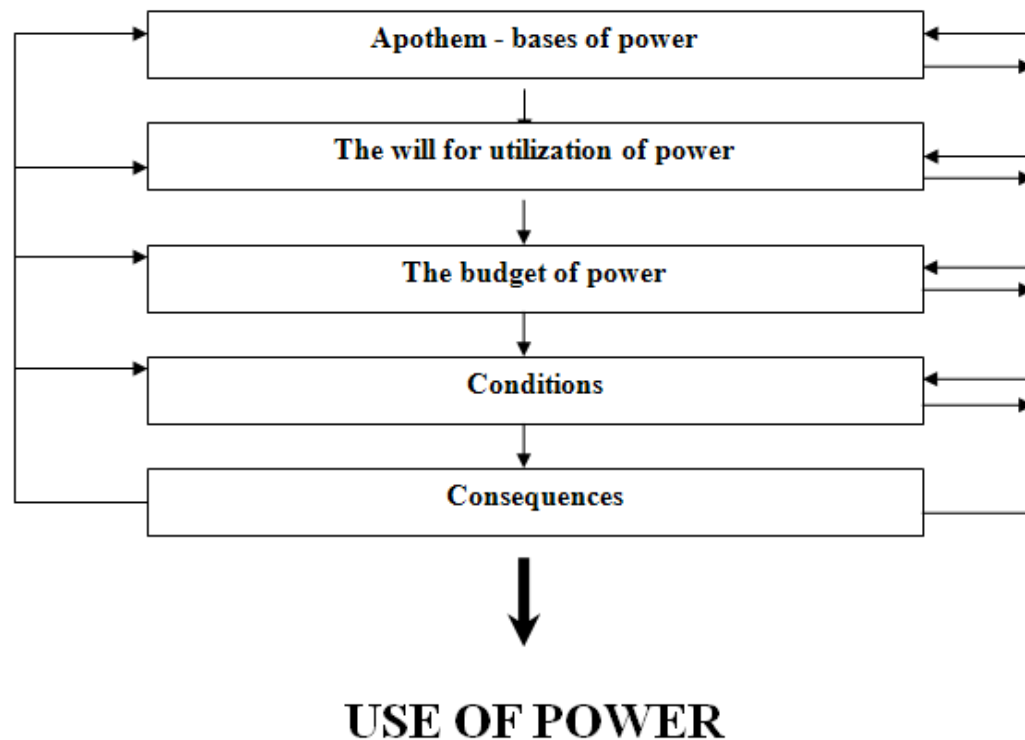 Apothem - bases of power
The will for utilization of power
The budget of power
Conditions
Consequences
USE OF POWER